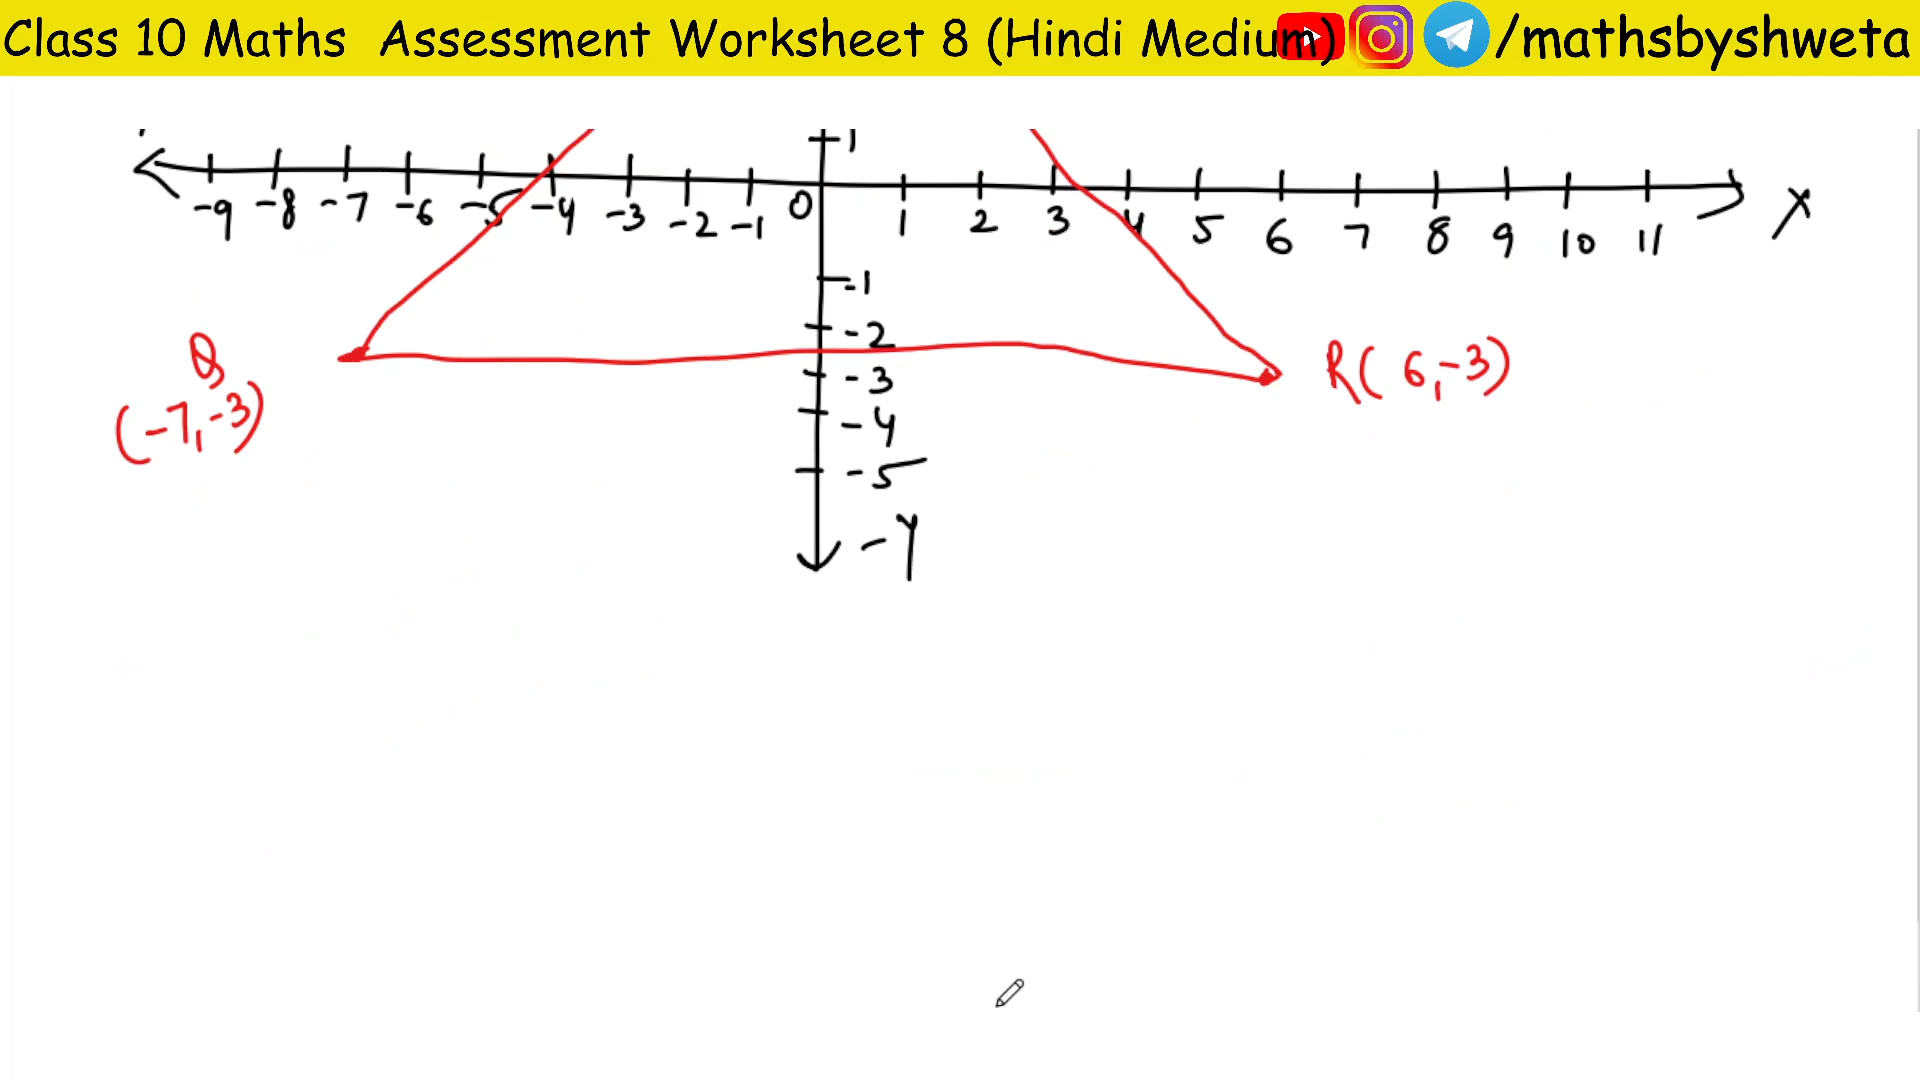 Class 10 Maths Assessment Worksheet 8 (Hindi Medium) /mathsbyshweta
1
-9 -8 -7 -6 -5 -4 -3 -2 -1 0 1 2 3 4 5 6 7 8 9 10 11 X
-1
-2
Q
R(6,-3)
-3
(-7,-3)
-4
-5
-Y